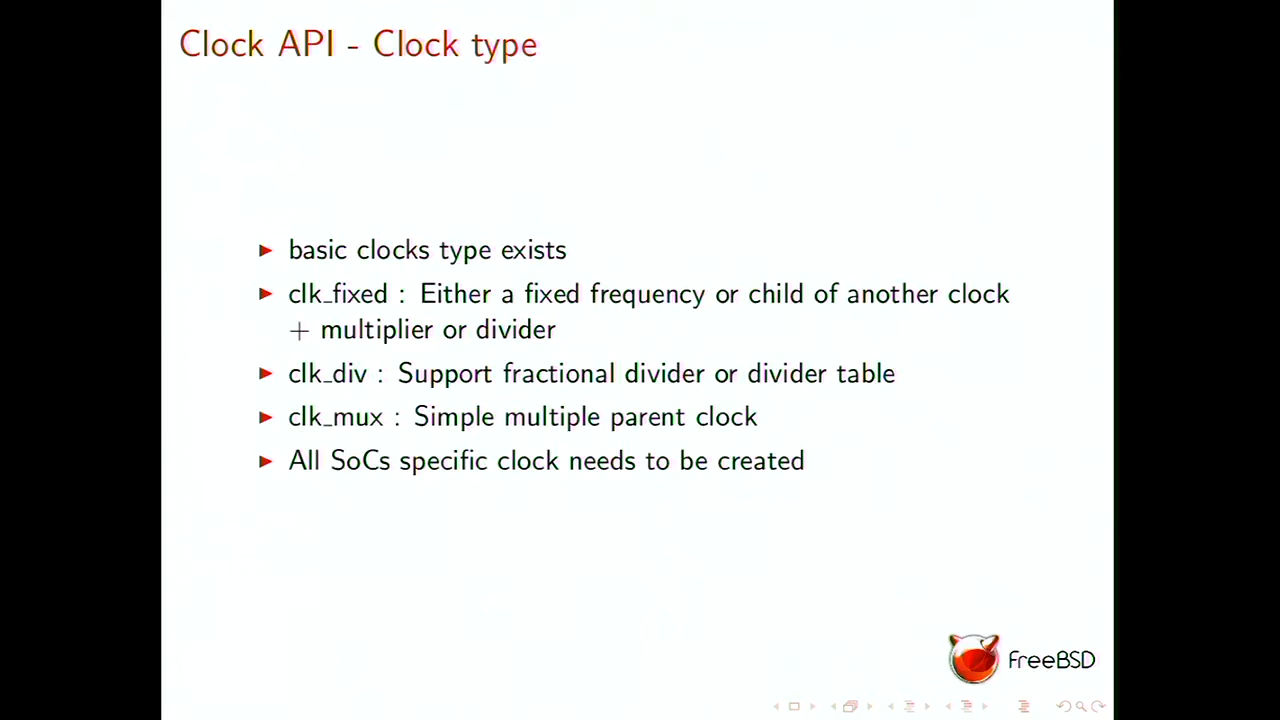 Clock API - Clock type
basic clocks type exists
clk_fixed : Either a fixed frequency or child of another clock
+ multiplier or divider
clk_div : Support fractional divider or divider table
clk_mux : Simple multiple parent clock
All SoCs specific clock needs to be created
FreeBSD